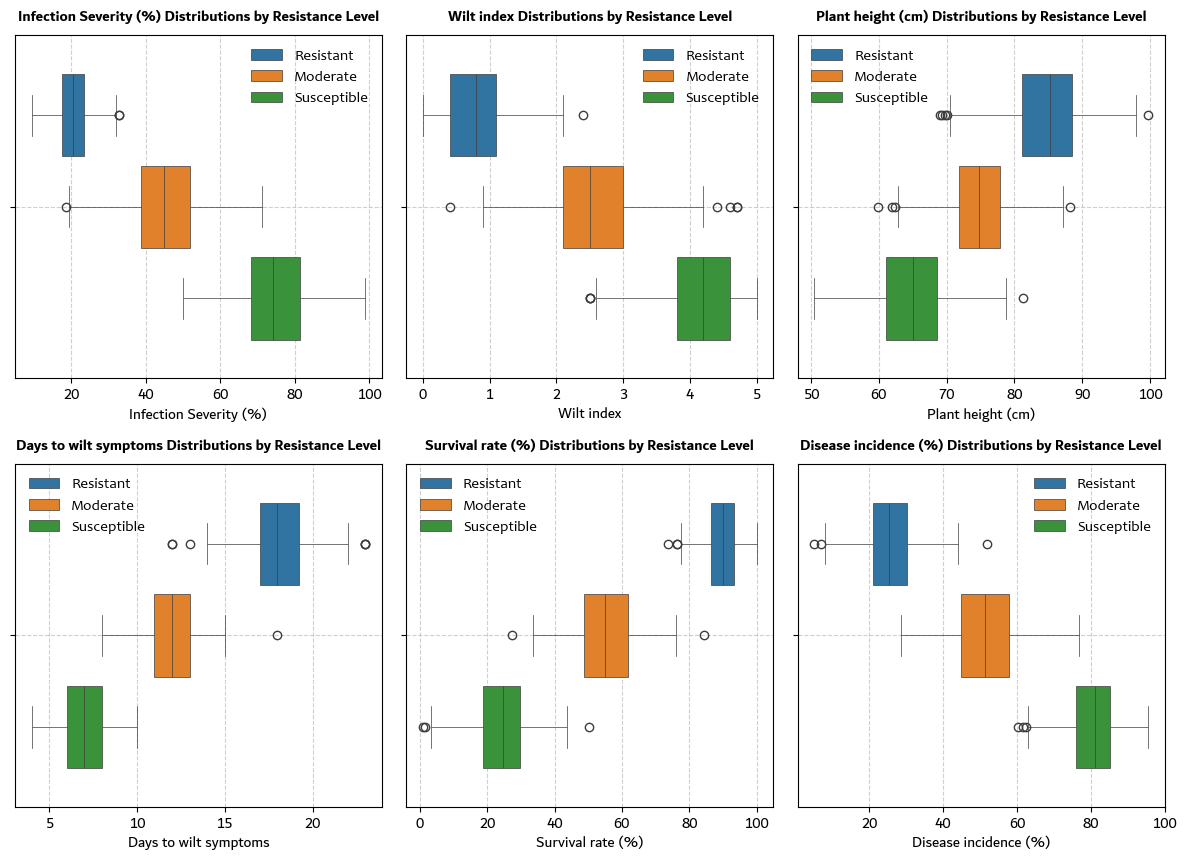 Infection Severity (%) Distributions by Resistance Level
Resistant
Moderate
Susceptible
20 40 60 80 100
Infection Severity (%)
Wilt index Distributions by Resistance Level
Resistant
Moderate
Susceptible
0 1 2 3 4 5
Wilt index
Plant height (cm) Distributions by Resistance Level
Resistant
Moderate
Susceptible
50 60 70 80 90 100
Plant height (cm)
Days to wilt symptoms Distributions by Resistance Level
Resistant
Moderate
Susceptible
5 10 15 20
Days to wilt symptoms
Survival rate (%) Distributions by Resistance Level
Resistant
Moderate
Susceptible
0 20 40 60 80 100
Survival rate (%)
Disease incidence (%) Distributions by Resistance Level
Resistant
Moderate
Susceptible
20 40 60 80 100
Disease incidence (%)